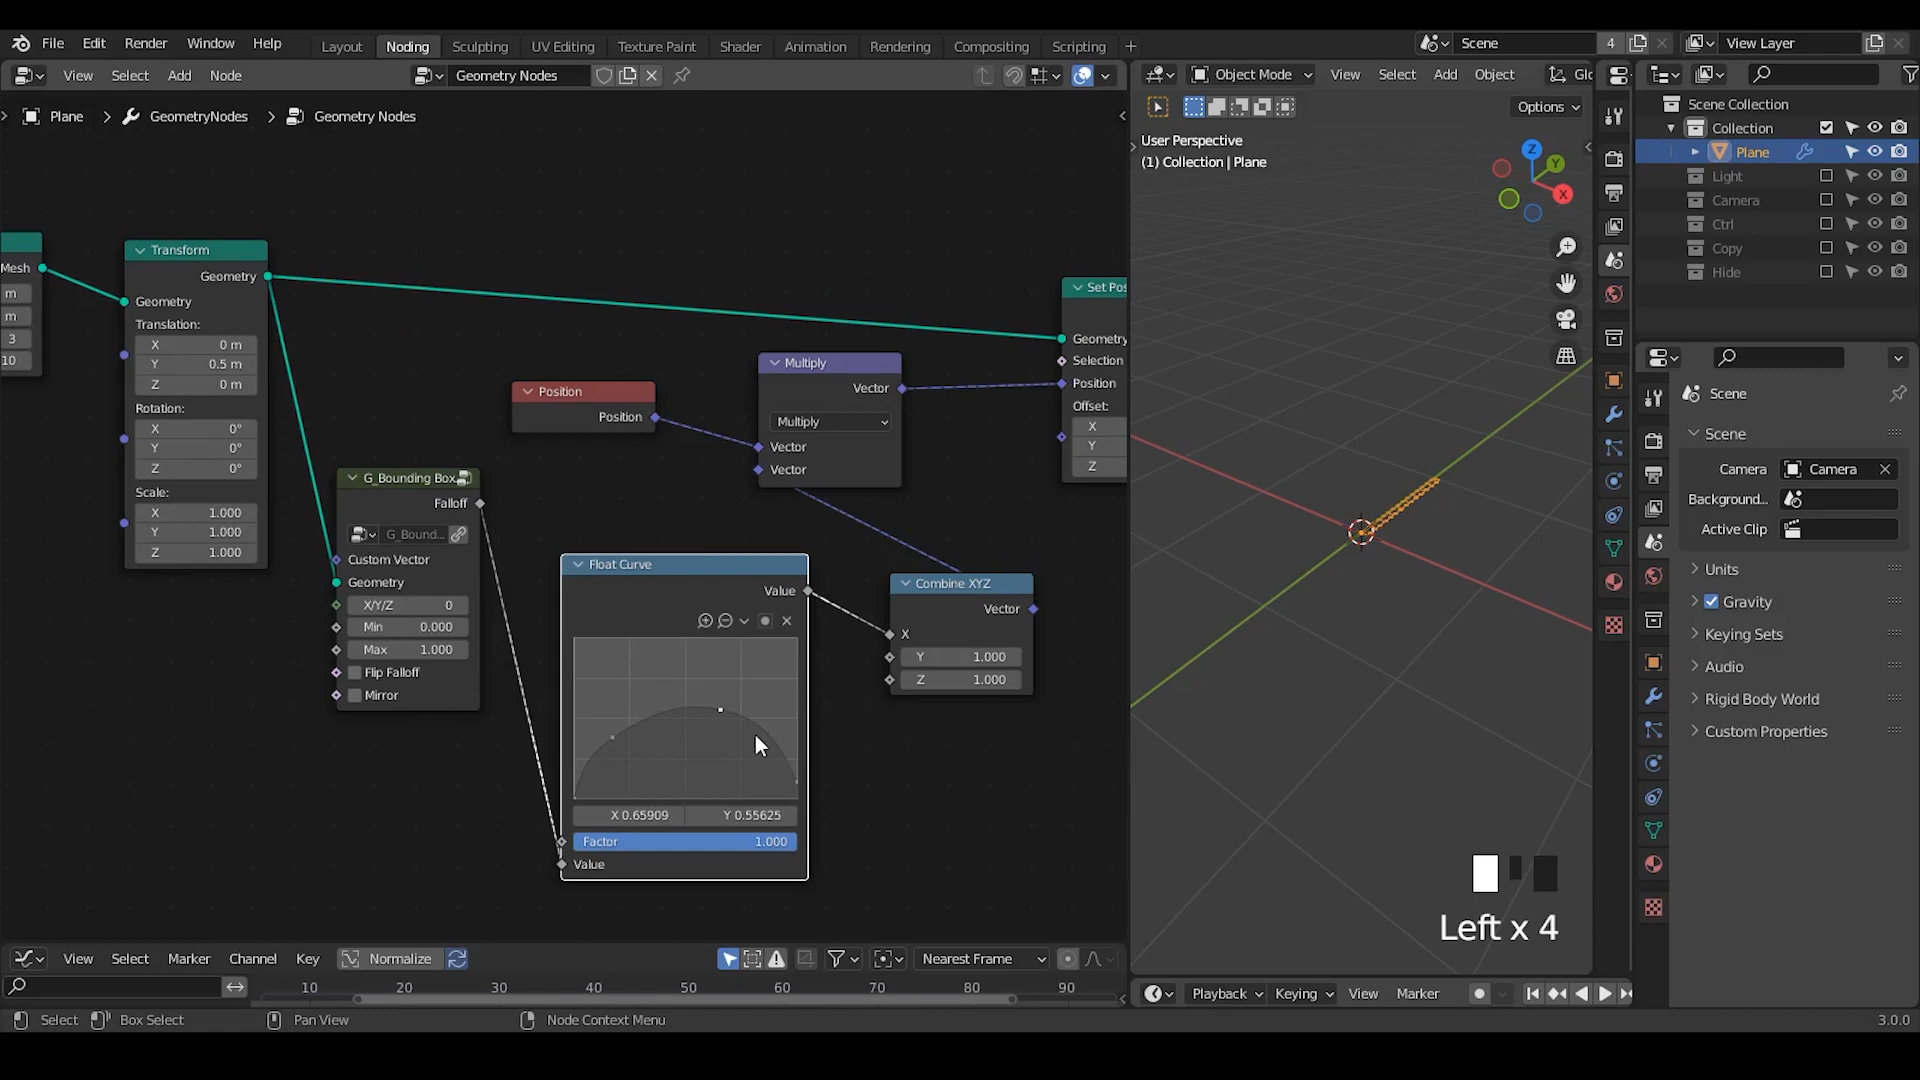 File Edit Render Window Help
Layout Noding Sculpting UV Editing Texture Paint Shader Animation Rendering Compositing Scripting +
Scene 4
View Layer
View Select Add Node
Geometry Nodes
Object Mode View Select Add Object
Options
Plane > GeometryNodes > Geometry Nodes
User Perspective
(1) Collection | Plane
Z
Y
X
Scene Collection
Collection
Plane
Light
Camera
Ctrl
Copy
Hide
Mesh
m
m
3
10
Transform
Geometry
Geometry
Translation:
X 0 m
Y 0.5 m
Z 0 m
Rotation:
X 0°
Y 0°
Z 0°
Scale:
X 1.000
Y 1.000
Z 1.000
G_Bounding Box
Falloff
G_Bound...
Custom Vector
Geometry
X/Y/Z 0
Min 0.000
Max 1.000
Flip Falloff
Mirror
Position
Position
Multiply
Vector
Multiply
Vector
Vector
Float Curve
Value
X 0.65909 Y 0.55625
Factor 1.000
Value
Combine XYZ
Vector
X
Y 1.000
Z 1.000
Set Pos
Geometry
Selection
Position
Offset:
X
Y
Z
Scene
Scene
Camera Camera
Background...
Active Clip
Units
Gravity
Keying Sets
Audio
Rigid Body World
Custom Properties
Left x 4
View Select Marker Channel Key Normalize Nearest Frame
10 20 30 40 50 60 70 80 90
Playback Keying View Marker
Select Box Select Pan View Node Context Menu
3.0.0